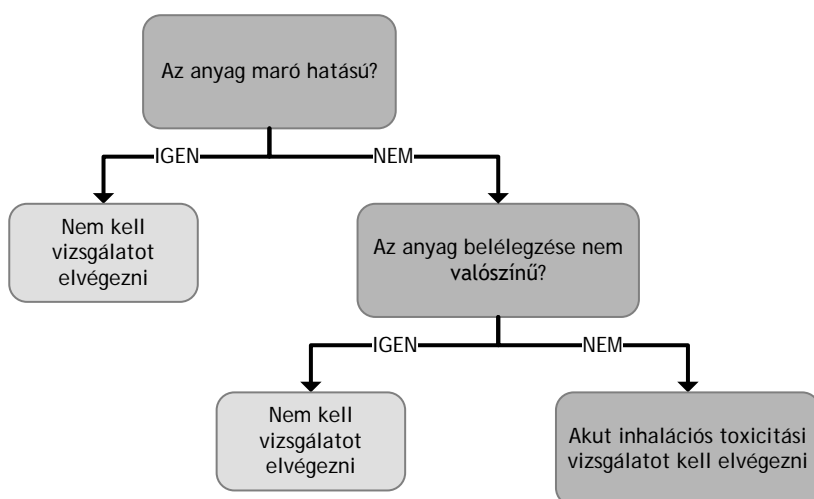 Az anyag maró hatású?
IGEN
NEM
Nem kell
vizsgálatot
elvégezni
Az anyag belélegzése nem
valószínű?
IGEN
NEM
Nem kell
vizsgálatot
elvégezni
Akut inhalációs toxicitási
vizsgálatot kell elvégezni